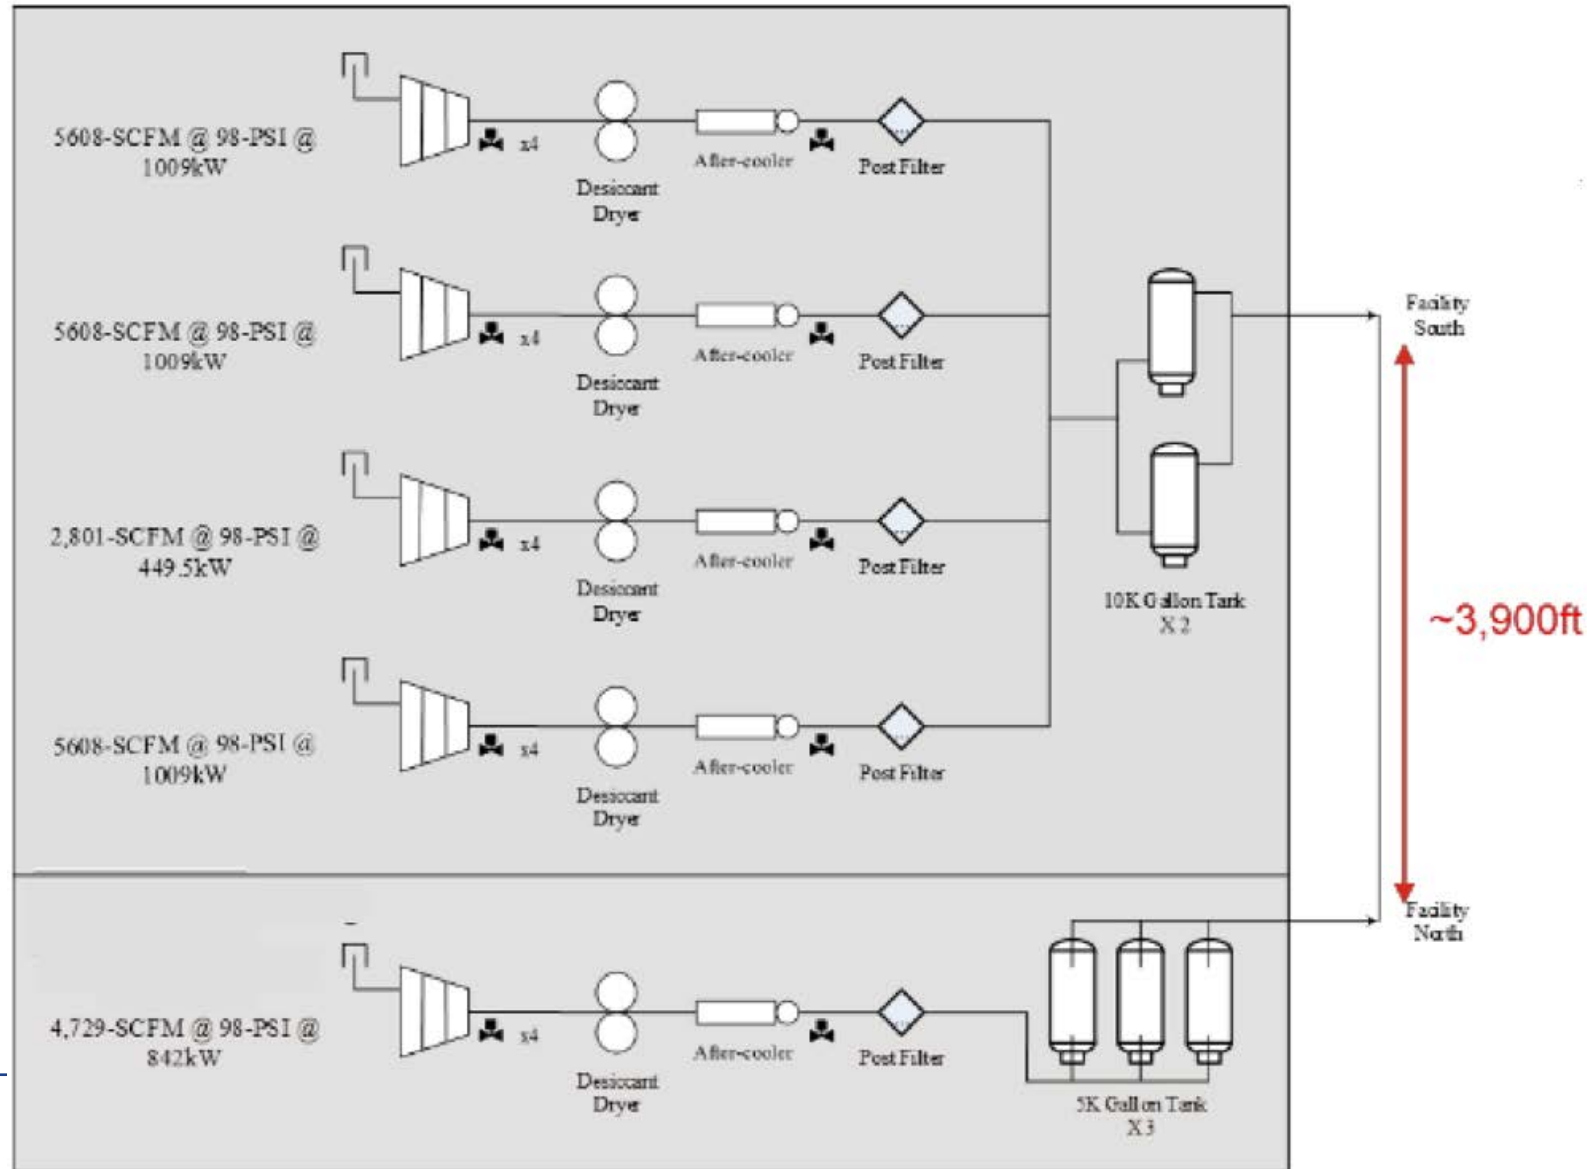 5608-SCFM @ 98-PSI @
1009kW
x4
Desiccant
Dryer
After-cooler
Post Filter
5608-SCFM @ 98-PSI @
1009kW
x4
Desiccant
Dryer
After-cooler
Post Filter
Facility
South
2,801-SCFM @ 98-PSI @
449.5kW
x4
Desiccant
Dryer
After-cooler
Post Filter
10K Gallon Tank
X 2
~3,900ft
5608-SCFM @ 98-PSI @
1009kW
x4
Desiccant
Dryer
After-cooler
Post Filter
Facility
North
4,729-SCFM @ 98-PSI @
842kW
x4
Desiccant
Dryer
After-cooler
Post Filter
5K Gallon Tank
X 3